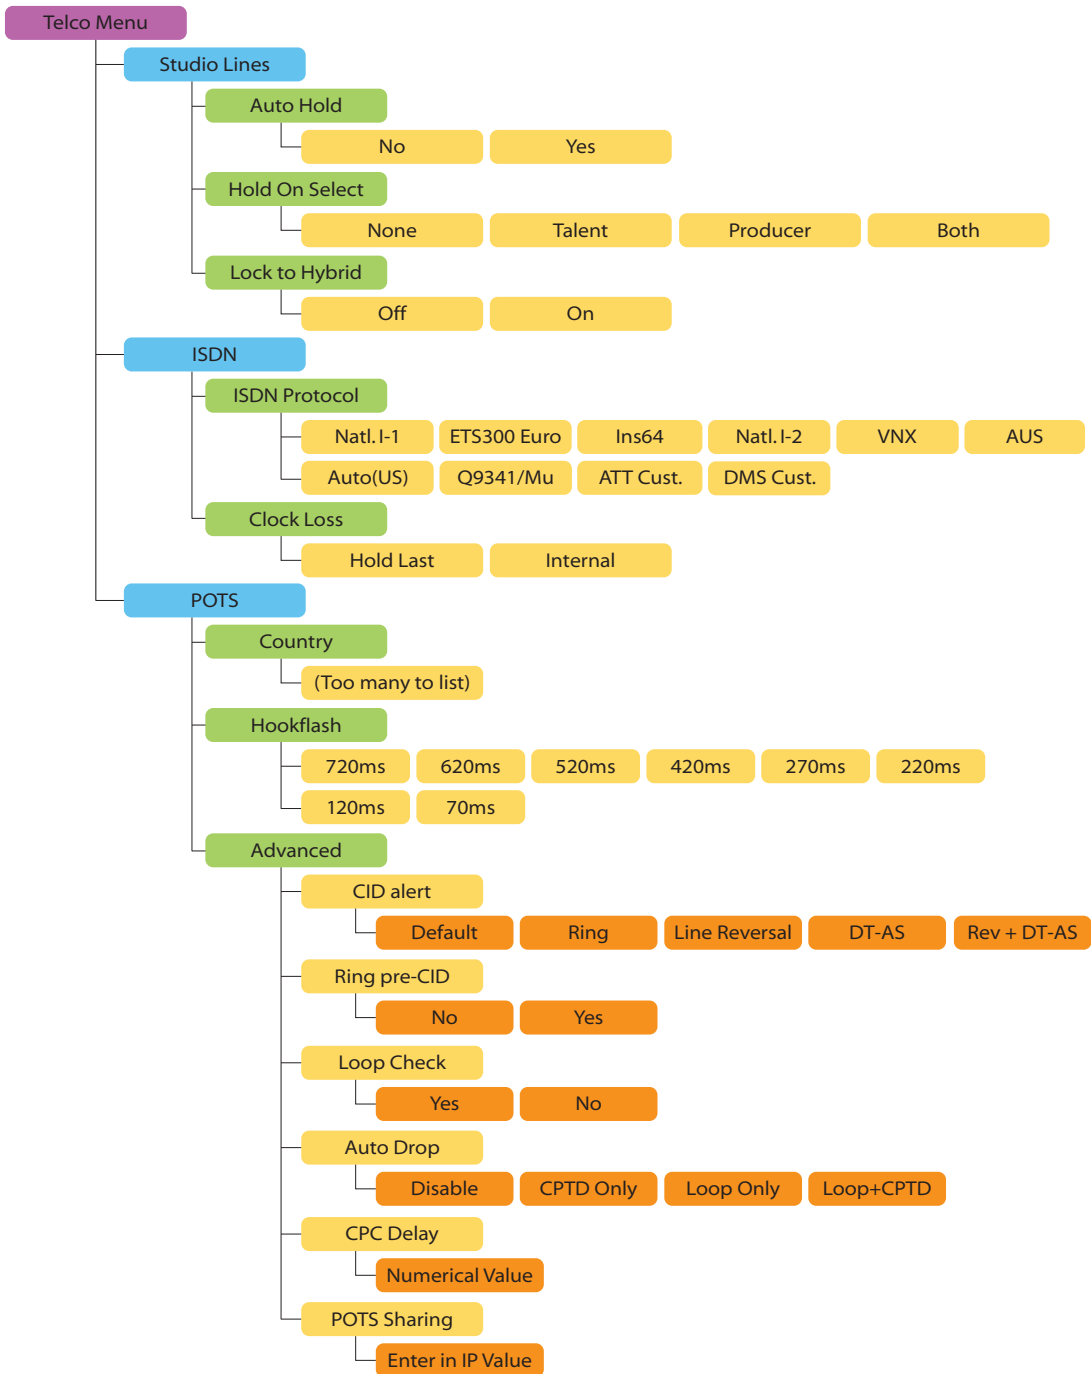 Telco Menu
Studio Lines
Auto Hold
No Yes
Hold On Select
None Talent Producer Both
Lock to Hybrid
Off On
ISDN
ISDN Protocol
Natl. I-1 ETS300 Euro Ins64 Natl. I-2 VNX AUS
Auto(US) Q9341/Mu ATT Cust. DMS Cust.
Clock Loss
Hold Last Internal
POTS
Country
(Too many to list)
Hookflash
720ms 620ms 520ms 420ms 270ms 220ms
120ms 70ms
Advanced
CID alert
Default Ring Line Reversal DT-AS Rev + DT-AS
Ring pre-CID
No Yes
Loop Check
Yes No
Auto Drop
Disable CPTD Only Loop Only Loop+CPTD
CPC Delay
Numerical Value
POTS Sharing
Enter in IP Value